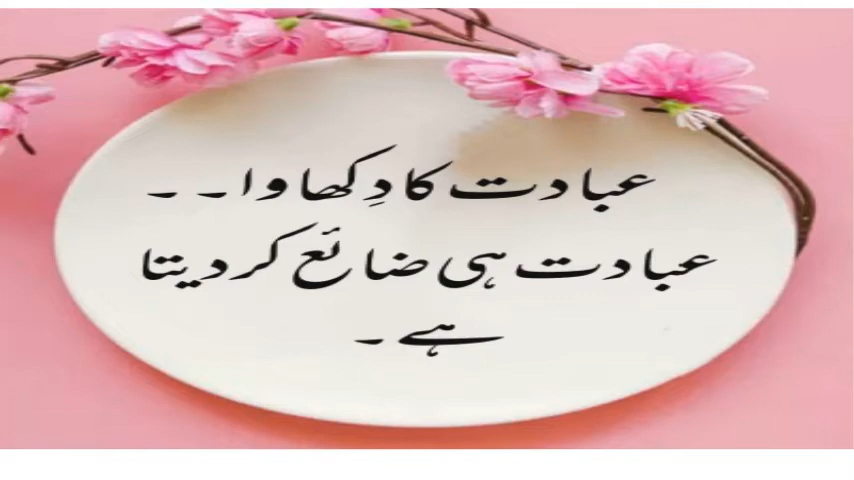 عبادت کا دِکھاوا۔۔
عبادت ہی ضائع کر دیتا
ہے۔